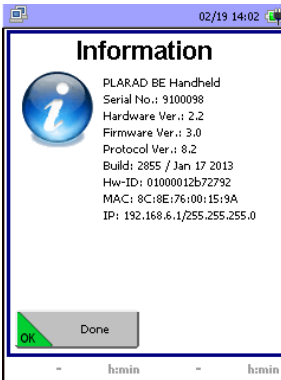 02/19 14:02
Information
PLARAD BE Handheld
Serial No.: 9100098
Hardware Ver.: 2.2
Firmware Ver.: 3.0
Protocol Ver.: 8.2
Build: 2855 / Jan 17 2013
Hw-ID: 01000012b72792
MAC: 8C:8E:76:00:15:9A
IP: 192.168.6.1/255.255.255.0
OK Done
- h:min - h:min